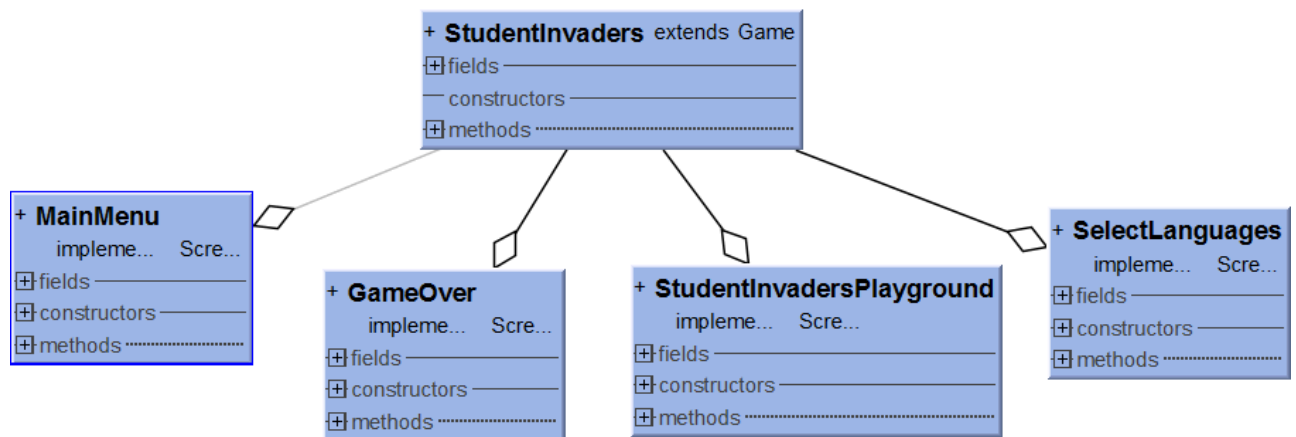 + StudentInvaders extends Game
+ fields
constructors
+ methods
+ MainMenu
impleme... Scre...
+ fields
+ constructors
+ methods
+ GameOver
impleme... Scre...
+ fields
+ constructors
+ methods
+ StudentInvadersPlayground
impleme... Scre...
+ fields
+ constructors
+ methods
+ SelectLanguages
impleme... Scre...
+ fields
+ constructors
+ methods